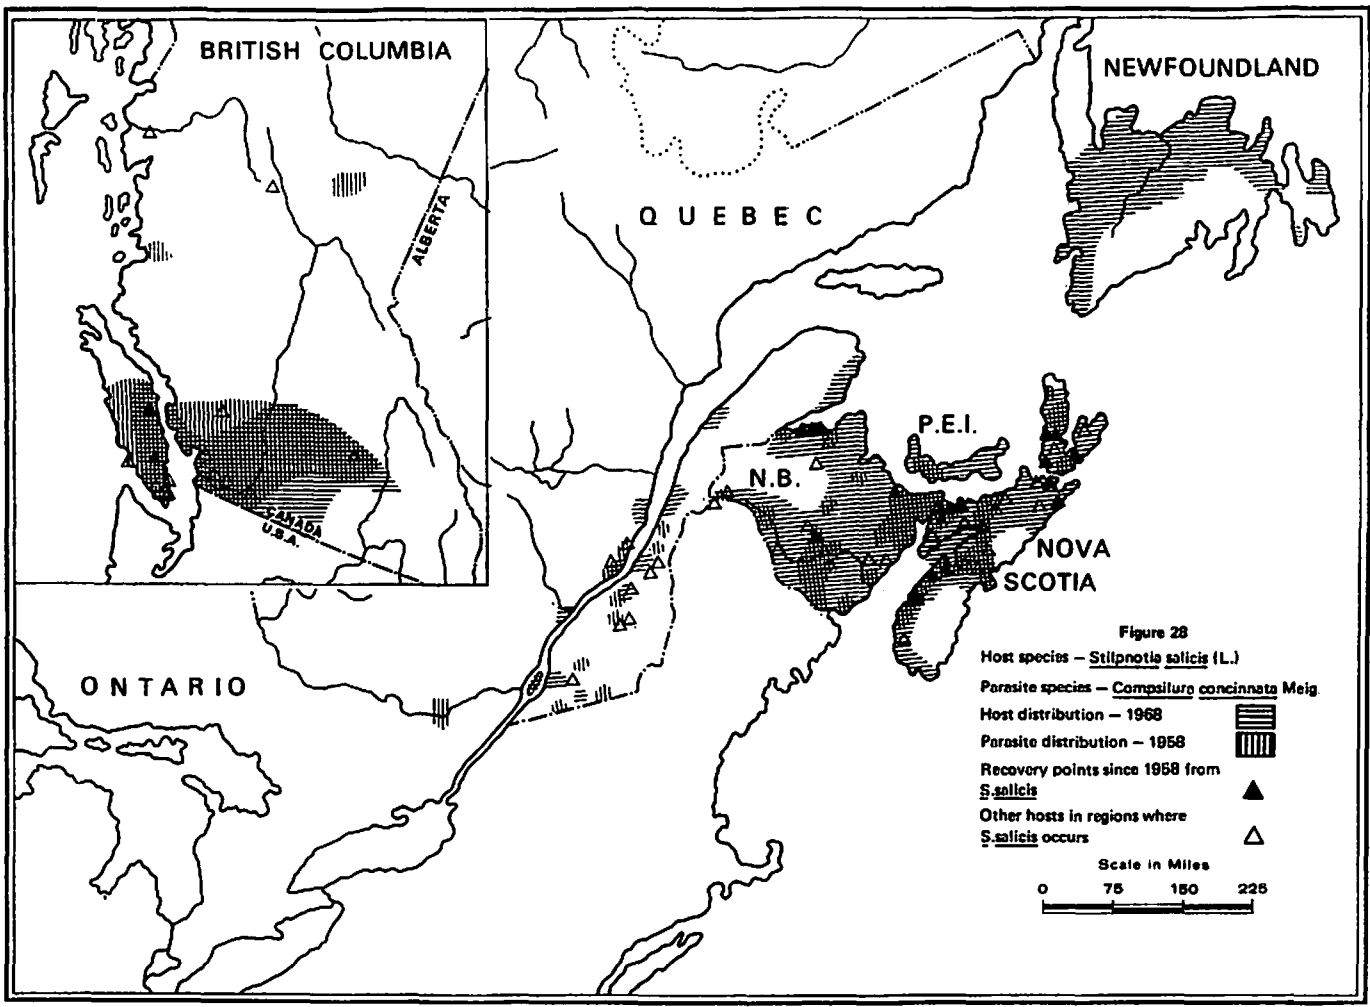 BRITISH COLUMBIA
ALBERTA
CANADA
U.S.A.
NEWFOUNDLAND
QUEBEC
P.E.I.
N.B.
NOVA
SCOTIA
ONTARIO
Figure 28
Host species – Stilpnotia salicis (L.)
Parasite species – Compsilura concinnata Meig.
Host distribution – 1968
Parasite distribution – 1958
Recovery points since 1958 from
S.salicis
Other hosts in regions where
S.salicis occurs
Scale in Miles
0 75 150 225